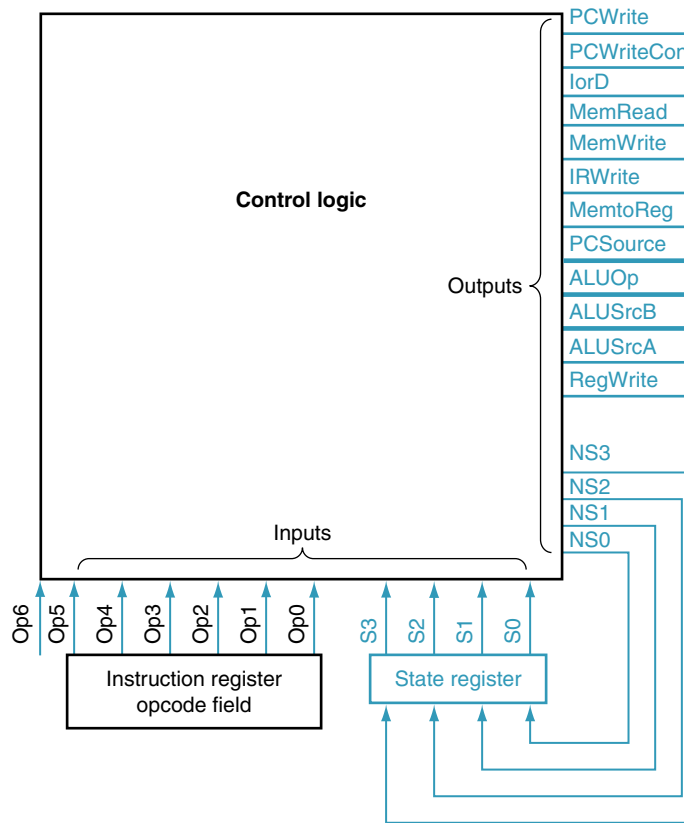 PCWrite
PCWriteCon
IorD
MemRead
MemWrite
IRWrite
MemtoReg
PCSource
ALUOp
ALUSrcB
ALUSrcA
RegWrite
NS3
NS2
NS1
NS0
Control logic
Outputs
Inputs
Op6
Op5
Op4
Op3
Op2
Op1
Op0
S3
S2
S1
S0
Instruction register
opcode field
State register